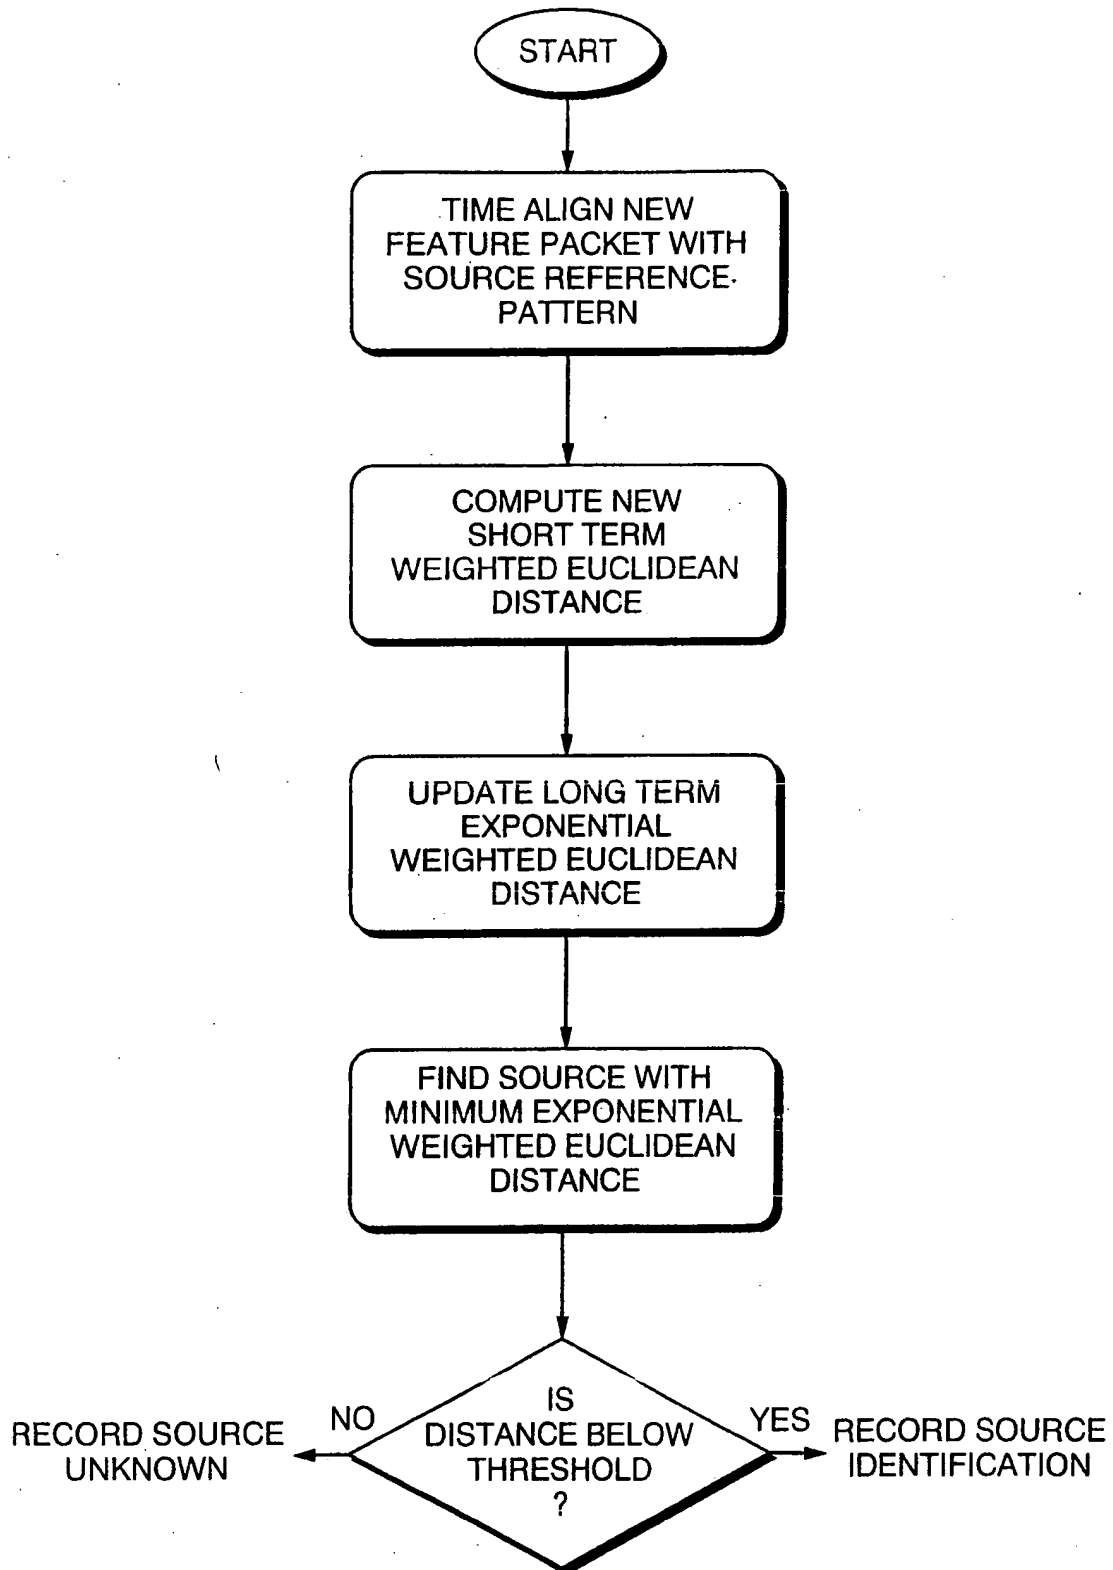 START
TIME ALIGN NEW
FEATURE PACKET WITH
SOURCE REFERENCE
PATTERN
COMPUTE NEW
SHORT TERM
WEIGHTED EUCLIDEAN
DISTANCE
UPDATE LONG TERM
EXPONENTIAL
WEIGHTED EUCLIDEAN
DISTANCE
FIND SOURCE WITH
MINIMUM EXPONENTIAL
WEIGHTED EUCLIDEAN
DISTANCE
IS
DISTANCE BELOW
THRESHOLD
?
NO
RECORD SOURCE
UNKNOWN
YES
RECORD SOURCE
IDENTIFICATION